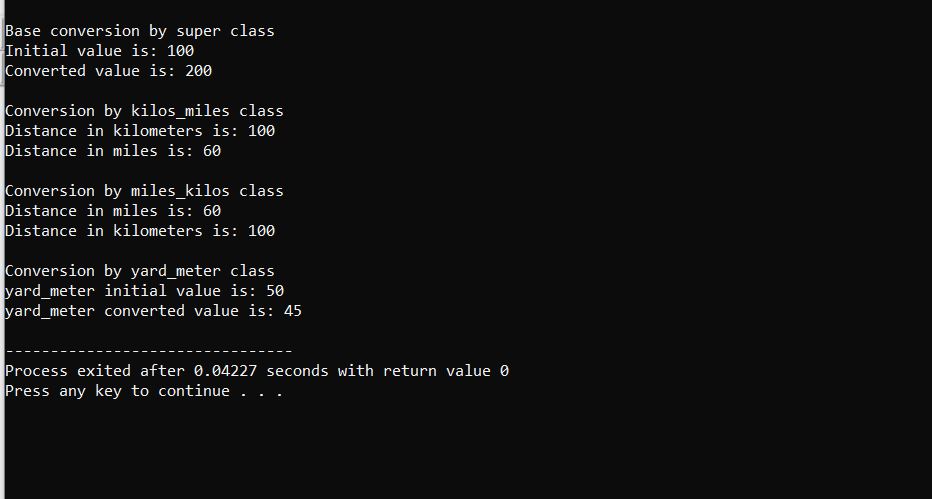 Base conversion by super class
Initial value is: 100
Converted value is: 200
Conversion by kilos_miles class
Distance in kilometers is: 100
Distance in miles is: 60
Conversion by miles_kilos class
Distance in miles is: 60
Distance in kilometers is: 100
Conversion by yard_meter class
yard_meter initial value is: 50
yard_meter converted value is: 45
--------------------------------
Process exited after 0.04227 seconds with return value 0
Press any key to continue . . .